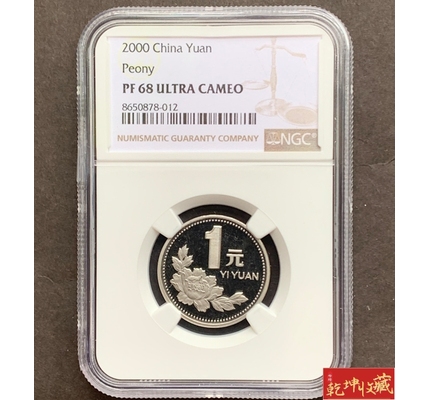 2000 China Yuan
Peony
PF 68 ULTRA CAMEO
8650878-012
NUMISMATIC GUARANTY COMPANY
NGC®
1元
YI YUAN
乾坤收藏